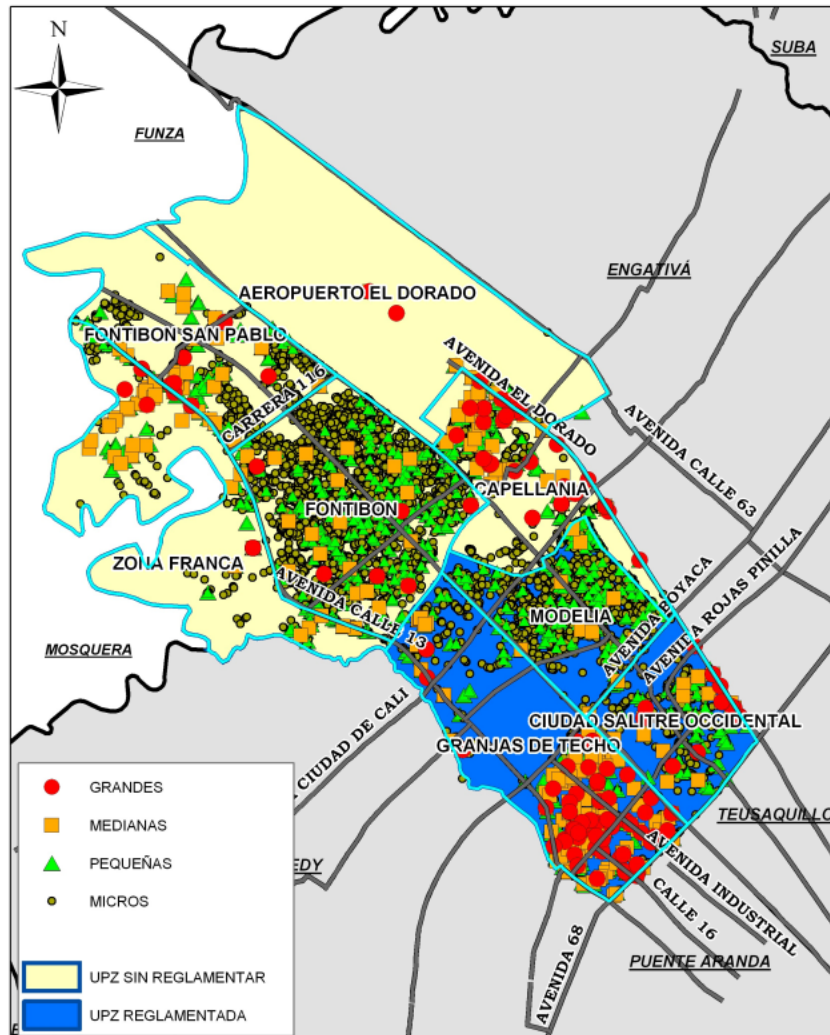 N
SUBA
FUNZA
ENGATIVÁ
AEROPUERTO EL DORADO
FONTIBON SAN PABLO
AVENIDA EL DORADO
CARRERA 116
AVENIDA CALLE 63
CAPELLANIA
FONTIBON
ZONA FRANCA
AVENIDA CALLE 13
MODELIA
AVENIDA BOYACA
AVENIDA ROJAS PINILLA
MOSQUERA
CIUDAD DE CALI
CIUDAD SALITRE OCCIDENTAL
GRANJAS DE TECHO
TEUSAQUILLO
EDY
AVENIDA INDUSTRIAL
CALLE 16
AVENIDA 68
PUENTE ARANDA
GRANDES
MEDIANAS
PEQUEÑAS
MICROS
UPZ SIN REGLAMENTAR
UPZ REGLAMENTADA